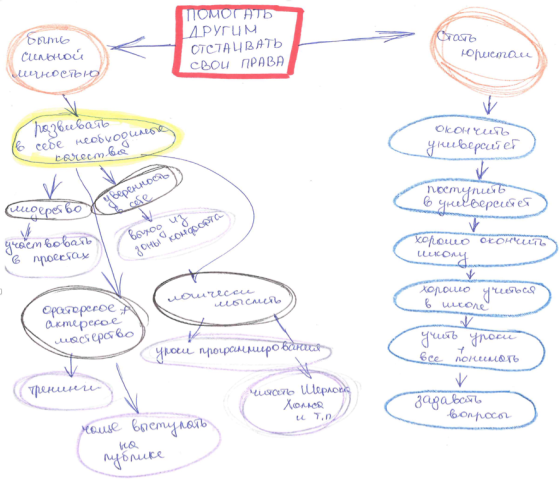 ПОМОГАТЬ
ДРУГИМ
ОТСТАИВАТЬ
СВОИ ПРАВА
быть
сильной
личностью
Стать
юристом
развивать
в себе необходимые
качества
лидерство
уверенность
в себе
участвовать
в проектах
выход из
зоны комфорта
ораторское +
актерское
мастерство
логически
мыслить
уроки программирования
тренинги
читать Шерлока
Холмса
и т.п.
чаще выступать
на
публике
окончить
университет
поступить
в университет
хорошо окончить
школу
хорошо учиться
в школе
учить уроки
+
все понимать
задавать
вопросы